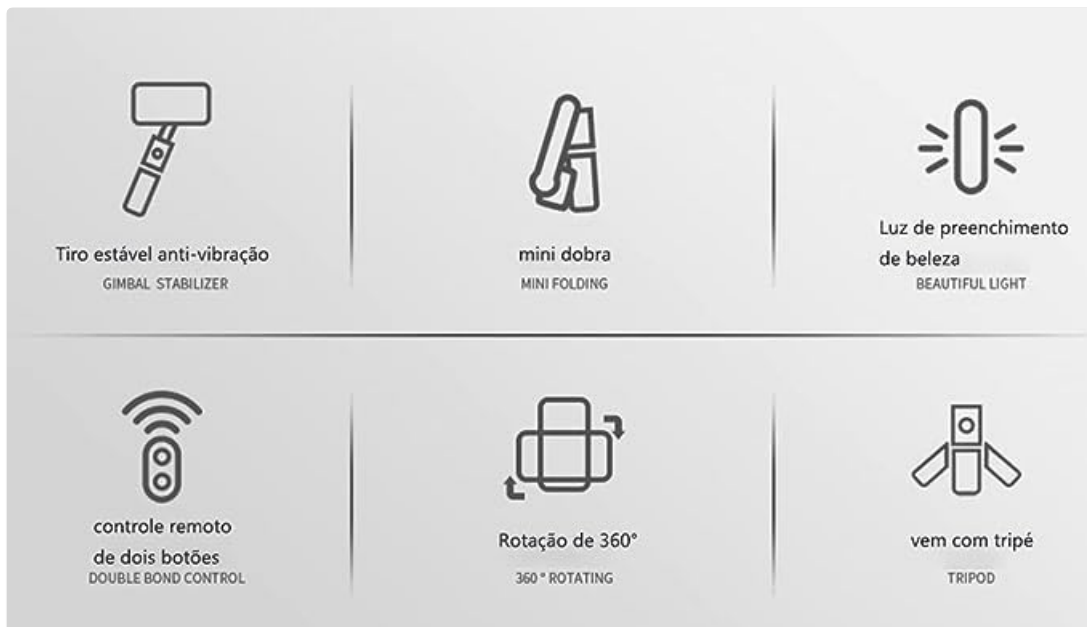 Tiro estável anti-vibração
GIMBAL STABILIZER
mini dobra
MINI FOLDING
Luz de preenchimento
de beleza
BEAUTIFUL LIGHT
controle remoto
de dois botões
DOUBLE BOND CONTROL
Rotação de 360°
360 ° ROTATING
vem com tripé
TRIPOD